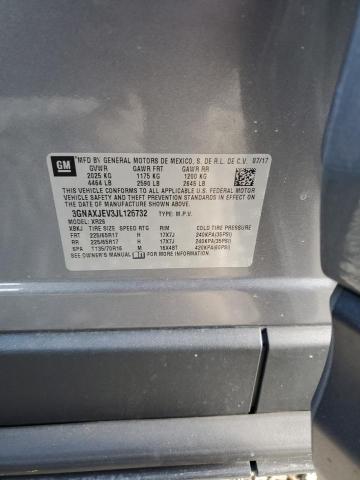 GM
MFD BY GENERAL MOTORS DE MEXICO, S. DE R.L. DE C.V. 07/17
GVWR GAWR FRT GAWR RR
2025 KG 1175 KG 1200 KG
4464 LB 2590 LB 2645 LB
THIS VEHICLE CONFORMS TO ALL APPLICABLE U.S. FEDERAL
MOTOR VEHICLE SAFETY, BUMPER, AND THEFT PREVENTION
STANDARDS IN EFFECT ON THE DATE OF MANUFACTURE
SHOWN ABOVE.
3GNAXJEV3JL126732 TYPE: M.P.V.
MODEL: XR26
XBKJ TIRE SIZE SPEED RTG RIM COLD TIRE PRESSURE
FRT 225/65R17 H 17X7J 240KPA(35PSI)
RR 225/65R17 H 17X7J 240KPA(35PSI)
SPA T135/70R16 M 16X4BT 420KPA(60PSI)
SEE OWNER'S MANUAL FOR MORE INFORMATION.